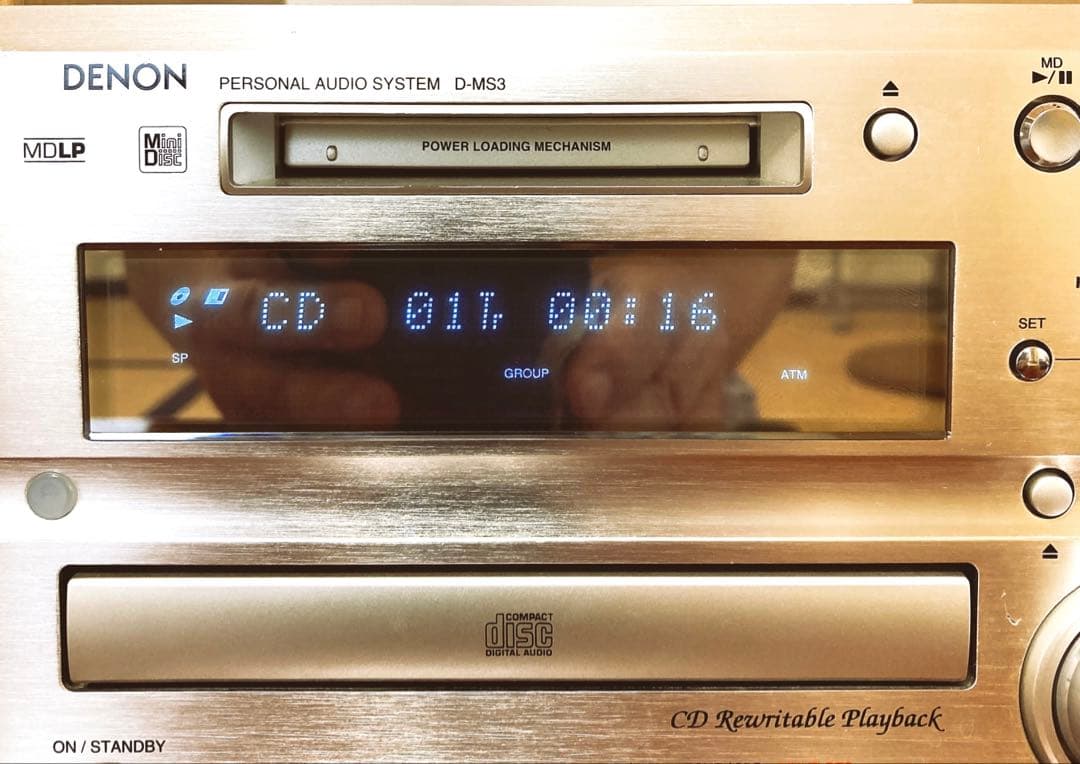 DENON PERSONAL AUDIO SYSTEM D-MS3
MD
MDLP
Mini Disc
POWER LOADING MECHANISM
CD 01Tr 00:16
SP
GROUP
ATM
SET
COMPACT
disc
DIGITAL AUDIO
CD Rewritable Playback
ON / STANDBY